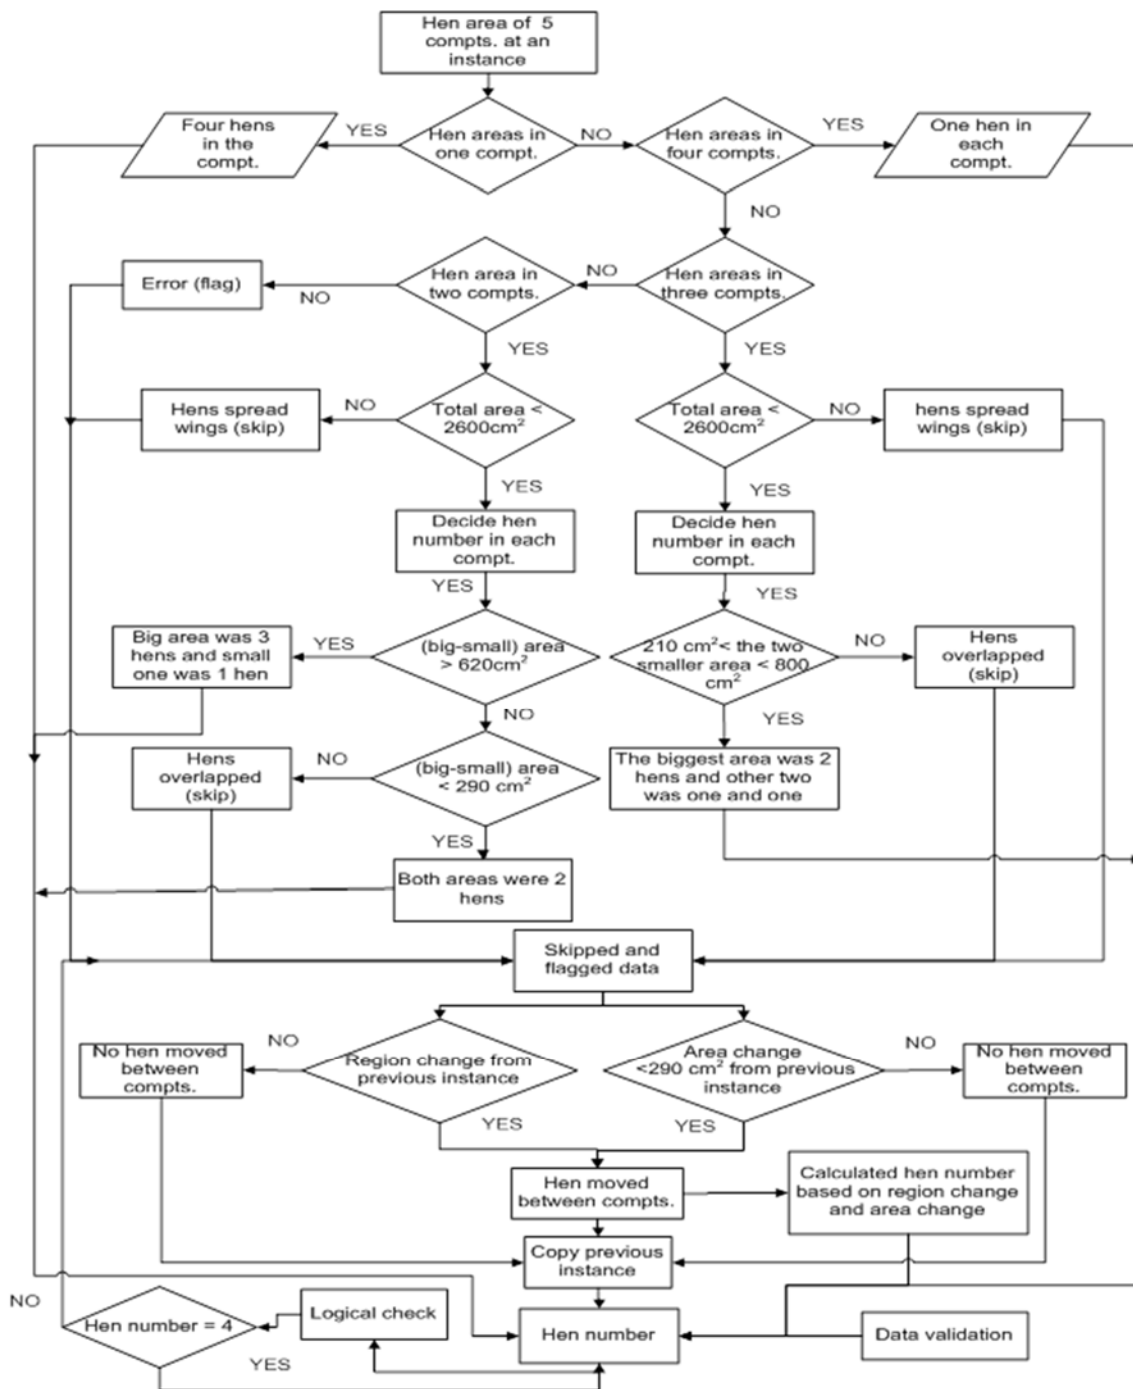 Hen area of 5
compts. at an
instance
Four hens
in the
compt.
YES
Hen areas in
one compt.
NO
Hen areas in
four compts.
YES
One hen in
each
compt.
NO
Error (flag)
NO
Hen area in
two compts.
NO
Hen areas in
three compts.
YES
YES
Hens spread
wings (skip)
NO
Total area <
2600cm²
Total area <
2600cm²
NO
hens spread
wings (skip)
YES
YES
Decide hen
number in each
compt.
Decide hen
number in each
compt.
YES
YES
Big area was 3
hens and small
one was 1 hen
YES
(big-small) area
> 620cm²
210 cm²< the two
smaller area < 800
cm²
NO
Hens
overlapped
(skip)
NO
YES
Hens
overlapped
(skip)
NO
(big-small) area
< 290 cm²
The biggest area was 2
hens and other two
was one and one
YES
Both areas were 2
hens
Skipped and
flagged data
No hen moved
between
compts.
NO
Region change from
previous instance
Area change
<290 cm² from previous
instance
NO
No hen moved
between
compts.
YES
YES
Hen moved
between compts.
Calculated hen number
based on region change
and area change
Copy previous
instance
NO
Hen number = 4
Logical check
Hen number
Data validation
YES